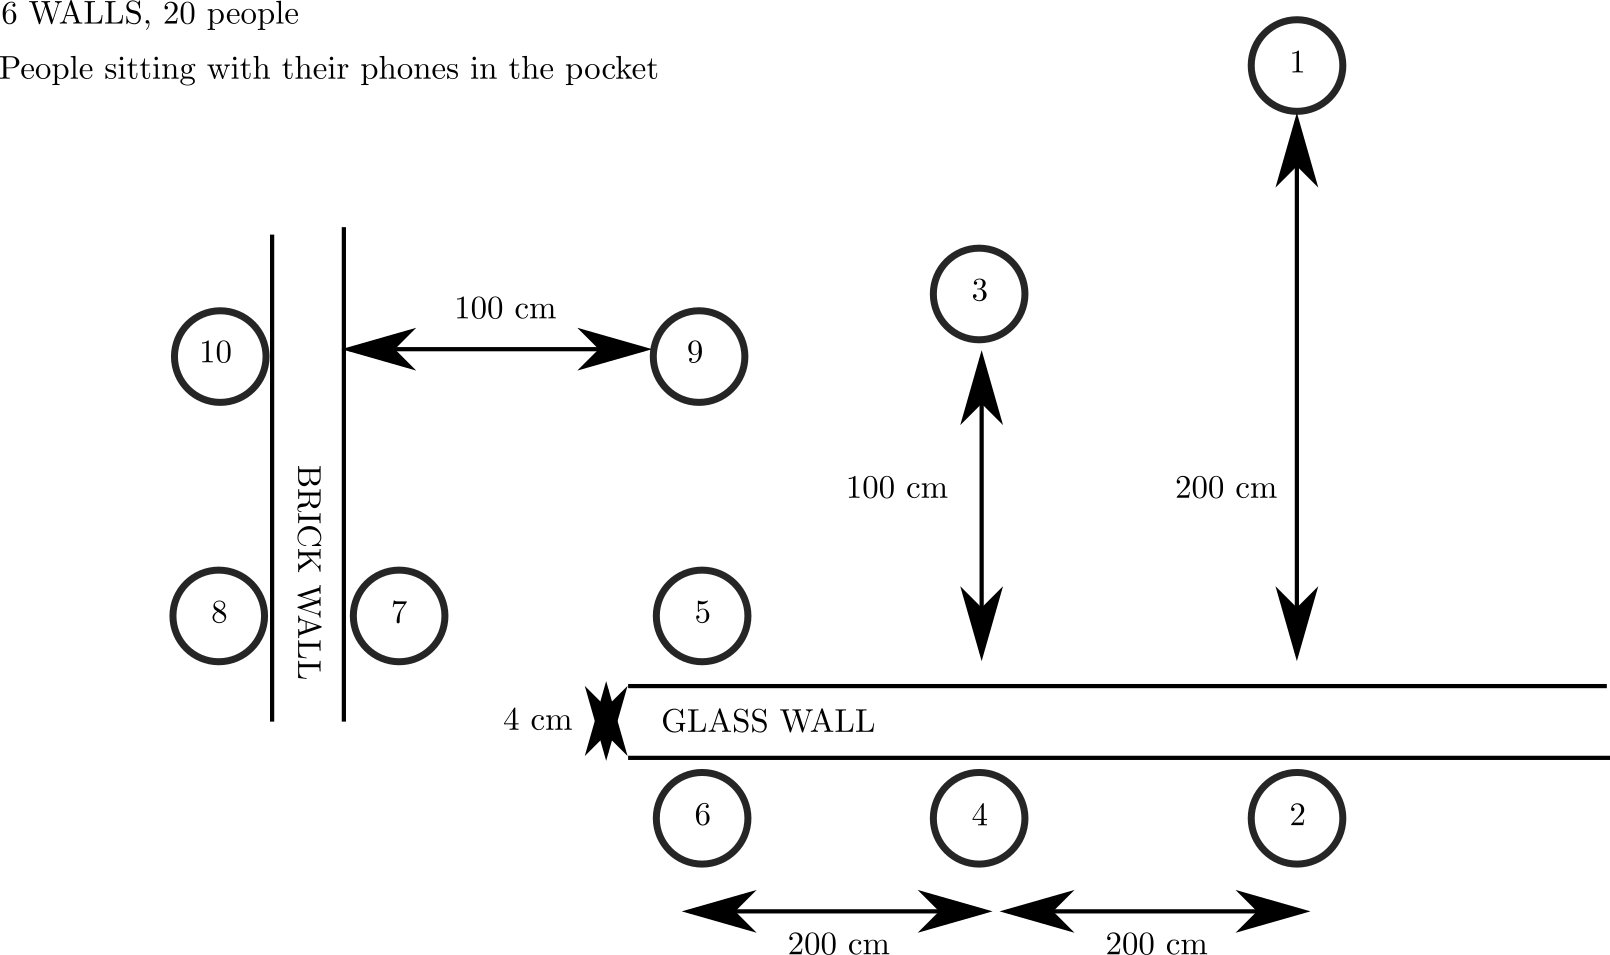 6 WALLS, 20 people
People sitting with their phones in the pocket
1
3
100 cm
10
9
100 cm
200 cm
BRICK WALL
8
7
5
4 cm
GLASS WALL
6
4
2
200 cm
200 cm